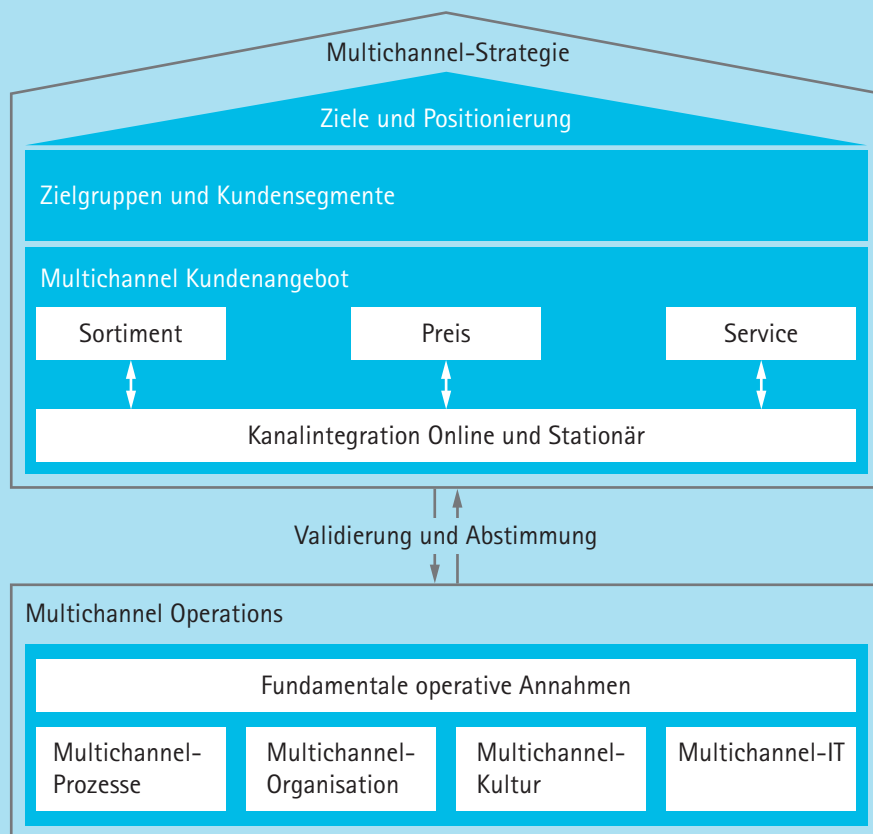 Multichannel-Strategie
Ziele und Positionierung
Zielgruppen und Kundensegmente
Multichannel Kundenangebot
Sortiment
Preis
Service
Kanalintegration Online und Stationär
Validierung und Abstimmung
Multichannel Operations
Fundamentale operative Annahmen
Multichannel-
Prozesse
Multichannel-
Organisation
Multichannel-
Kultur
Multichannel-IT